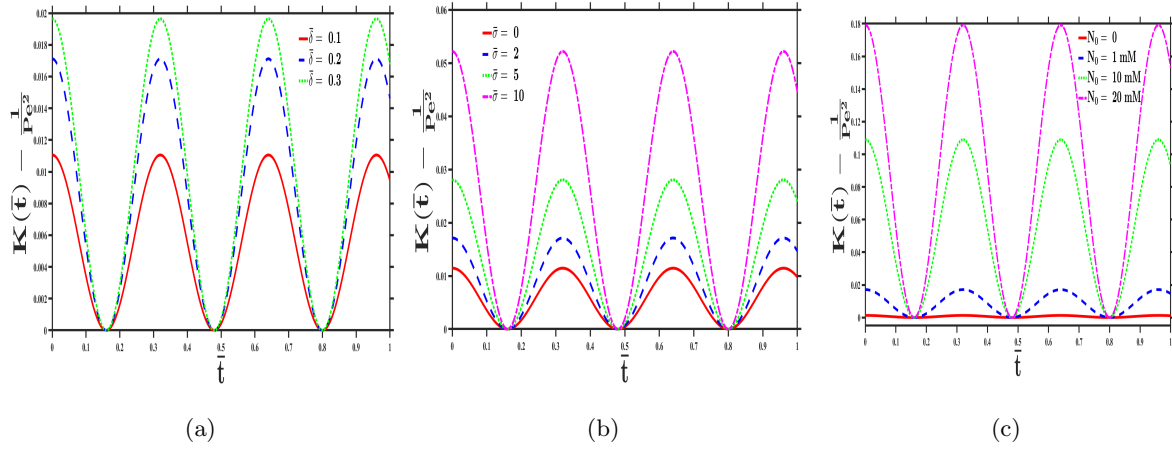 K(t̄) − 1/Pe²
0.02
0.018
0.016
0.014
0.012
0.01
0.008
0.006
0.004
0.002
0
0 0.1 0.2 0.3 0.4 0.5 0.6 0.7 0.8 0.9 1
t̄
δ̄ = 0.1
δ̄ = 0.2
δ̄ = 0.3
(a)
K(t̄) − 1/Pe²
0.06
0.05
0.04
0.03
0.02
0.01
0
0 0.1 0.2 0.3 0.4 0.5 0.6 0.7 0.8 0.9 1
t̄
σ̄ = 0
σ̄ = 2
σ̄ = 5
σ̄ = 10
(b)
K(t̄) − 1/Pe²
0.18
0.16
0.14
0.12
0.1
0.08
0.06
0.04
0.02
0
0 0.1 0.2 0.3 0.4 0.5 0.6 0.7 0.8 0.9 1
t̄
N₀ = 0
N₀ = 1 mM
N₀ = 10 mM
N₀ = 20 mM
(c)